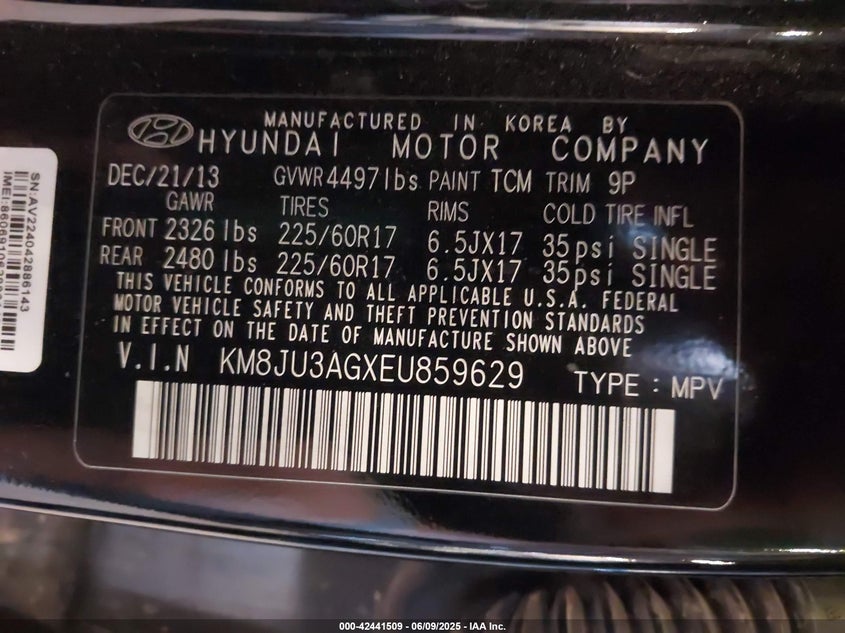 MANUFACTURED IN KOREA BY
HYUNDAI MOTOR COMPANY
DEC/21/13 GVWR 4497lbs PAINT TCM TRIM 9P
GAWR TIRES RIMS COLD TIRE INFL
FRONT 2326 lbs 225/60R17 6.5JX17 35psi SINGLE
REAR 2480 lbs 225/60R17 6.5JX17 35psi SINGLE
THIS VEHICLE CONFORMS TO ALL APPLICABLE U.S.A. FEDERAL
MOTOR VEHICLE SAFETY AND THEFT PREVENTION STANDARDS
IN EFFECT ON THE DATE OF MANUFACTURE SHOWN ABOVE
V.I.N KM8JU3AGXEU859629 TYPE : MPV
SN:AV224042886143
000-42441509 - 06/09/2025 - IAA Inc.